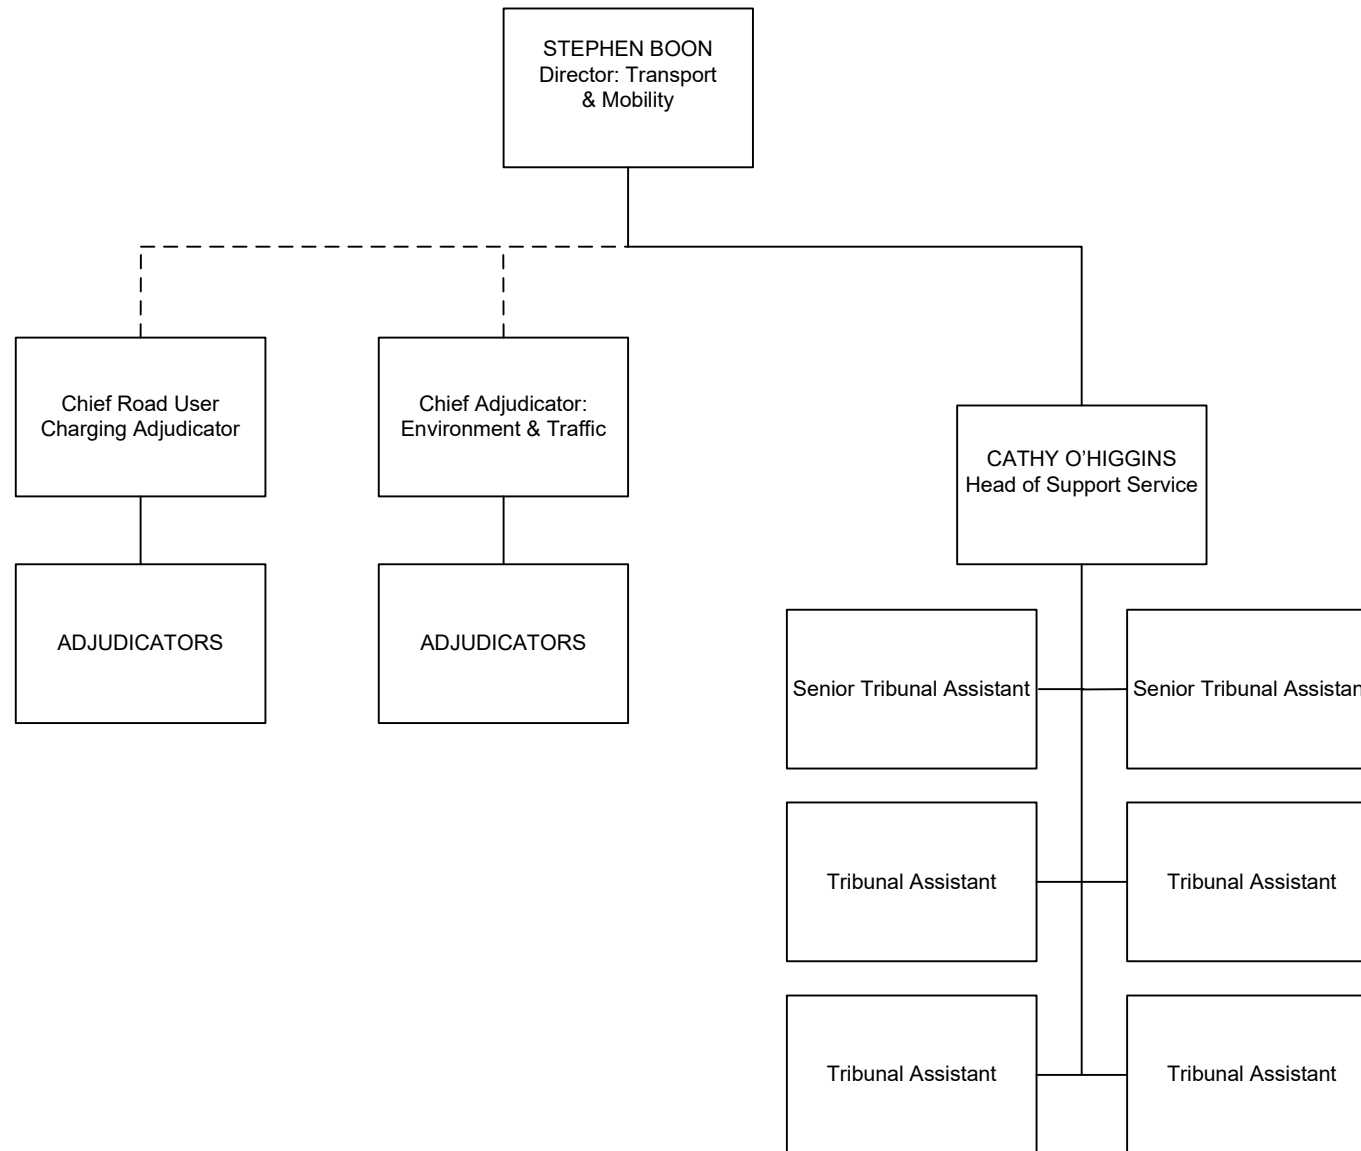 STEPHEN BOON
Director: Transport
& Mobility
Chief Road User
Charging Adjudicator
Chief Adjudicator:
Environment & Traffic
CATHY O’HIGGINS
Head of Support Service
ADJUDICATORS
ADJUDICATORS
Senior Tribunal Assistant
Senior Tribunal Assistan
Tribunal Assistant
Tribunal Assistant
Tribunal Assistant
Tribunal Assistant